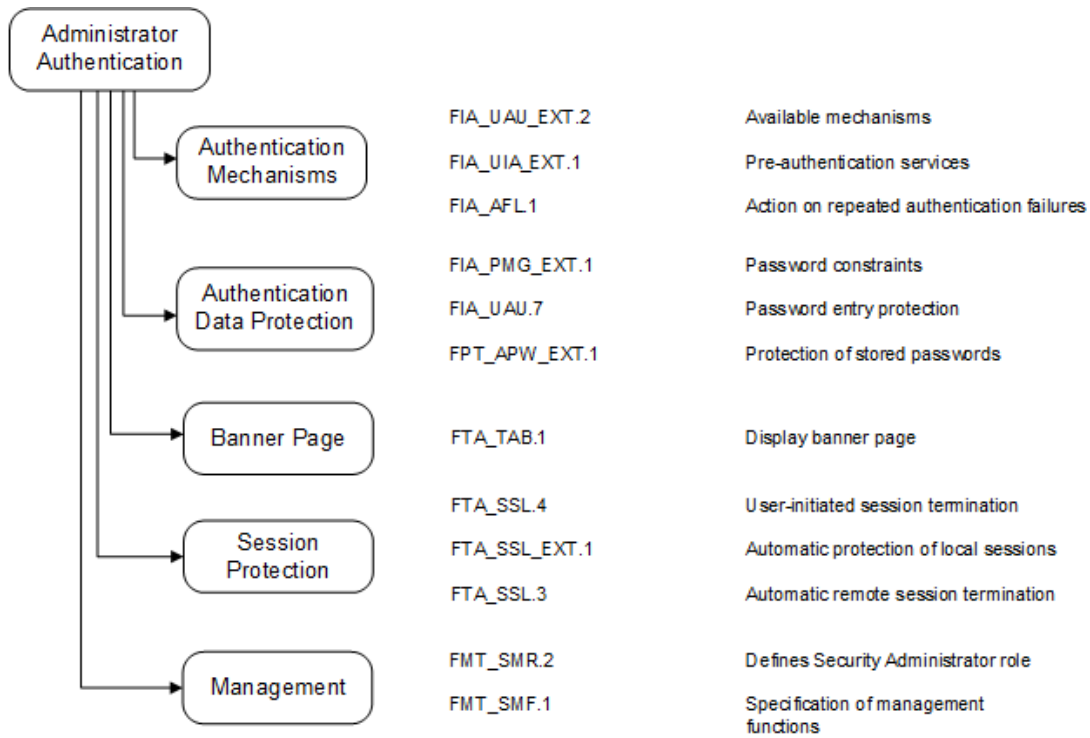 Administrator
Authentication
Authentication
Mechanisms
FIA_UAU_EXT.2 Available mechanisms
FIA_UIA_EXT.1 Pre-authentication services
FIA_AFL.1 Action on repeated authentication failures
Authentication
Data Protection
FIA_PMG_EXT.1 Password constraints
FIA_UAU.7 Password entry protection
FPT_APW_EXT.1 Protection of stored passwords
Banner Page
FTA_TAB.1 Display banner page
Session
Protection
FTA_SSL.4 User-initiated session termination
FTA_SSL_EXT.1 Automatic protection of local sessions
FTA_SSL.3 Automatic remote session termination
Management
FMT_SMR.2 Defines Security Administrator role
FMT_SMF.1 Specification of management
functions